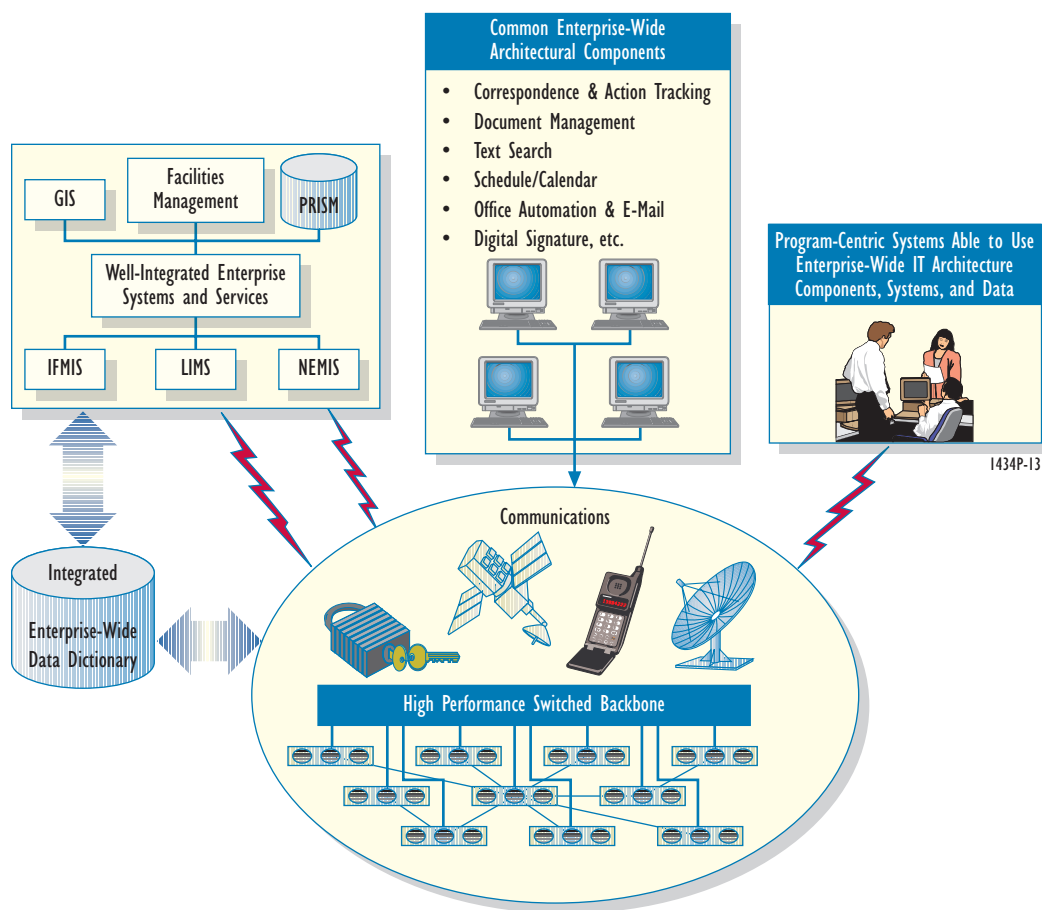 Common Enterprise-Wide
Architectural Components
• Correspondence & Action Tracking
• Document Management
• Text Search
• Schedule/Calendar
• Office Automation & E-Mail
• Digital Signature, etc.
GIS
Facilities
Management
PRISM
Well-Integrated Enterprise
Systems and Services
IFMIS
LIMS
NEMIS
Program-Centric Systems Able to Use
Enterprise-Wide IT Architecture
Components, Systems, and Data
1434P-13
Integrated
Enterprise-Wide
Data Dictionary
Communications
High Performance Switched Backbone